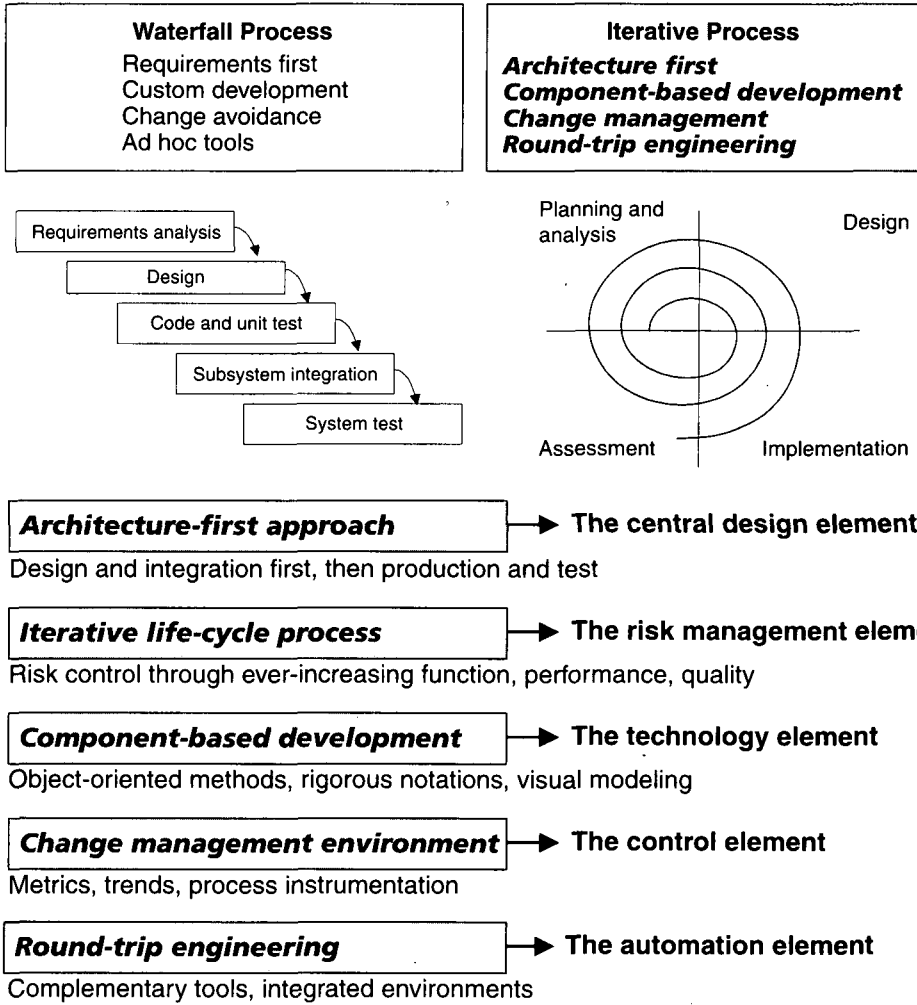 Waterfall Process
Requirements first
Custom development
Change avoidance
Ad hoc tools
Iterative Process
Architecture first
Component-based development
Change management
Round-trip engineering
Requirements analysis
Design
Code and unit test
Subsystem integration
System test
Planning and
analysis
Design
Assessment
Implementation
Architecture-first approach
The central design element
Design and integration first, then production and test
Iterative life-cycle process
The risk management elem
Risk control through ever-increasing function, performance, quality
Component-based development
The technology element
Object-oriented methods, rigorous notations, visual modeling
Change management environment
The control element
Metrics, trends, process instrumentation
Round-trip engineering
The automation element
Complementary tools, integrated environments